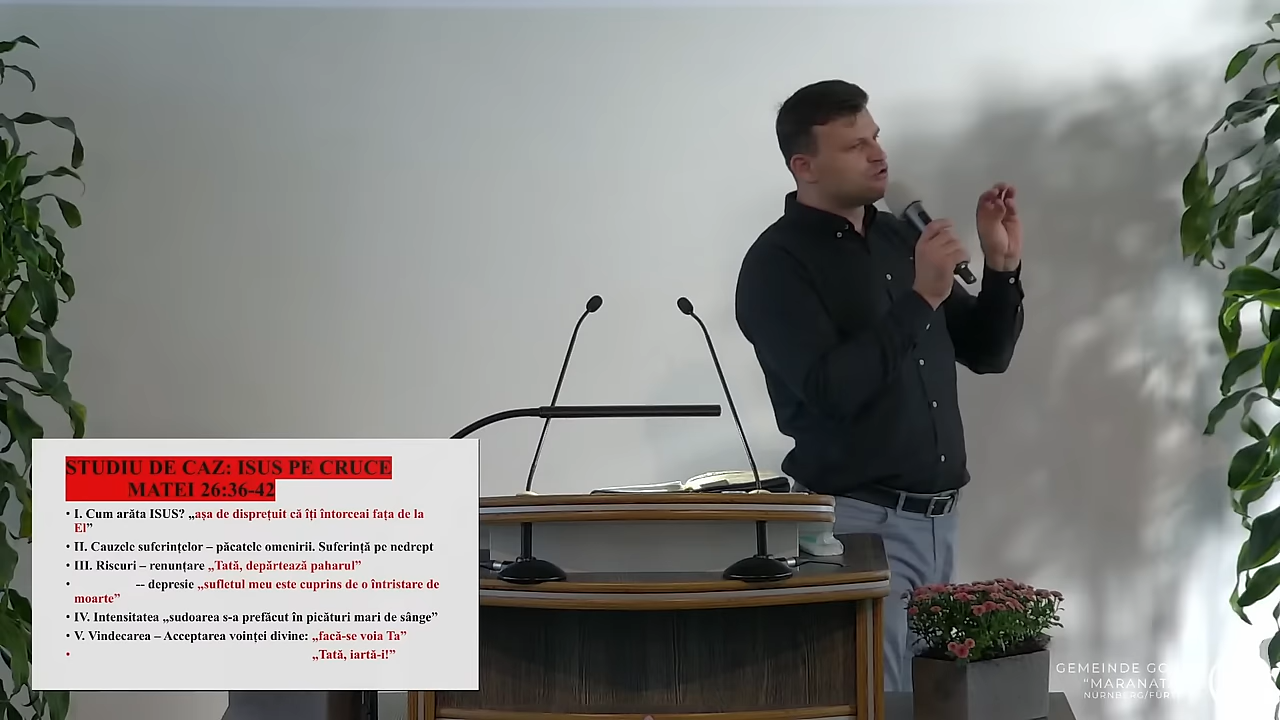 STUDIU DE CAZ: ISUS PE CRUCE
MATEI 26:36-42
• I. Cum arăta ISUS? „așa de disprețuit că îți întorceai fața de la
El”
• II. Cauzele suferințelor – păcatele omenirii. Suferință pe nedrept
• III. Riscuri – renunțare „Tată, depărtează paharul”
• -- depresie „sufletul meu este cuprins de o întristare de
moarte”
• IV. Intensitatea „sudoarea s-a prefăcut în picături mari de sânge”
• V. Vindecarea – Acceptarea voinței divine: „facă-se voia Ta”
• „Tată, iartă-i!”
GEMEINDE
NÜRNBERG/